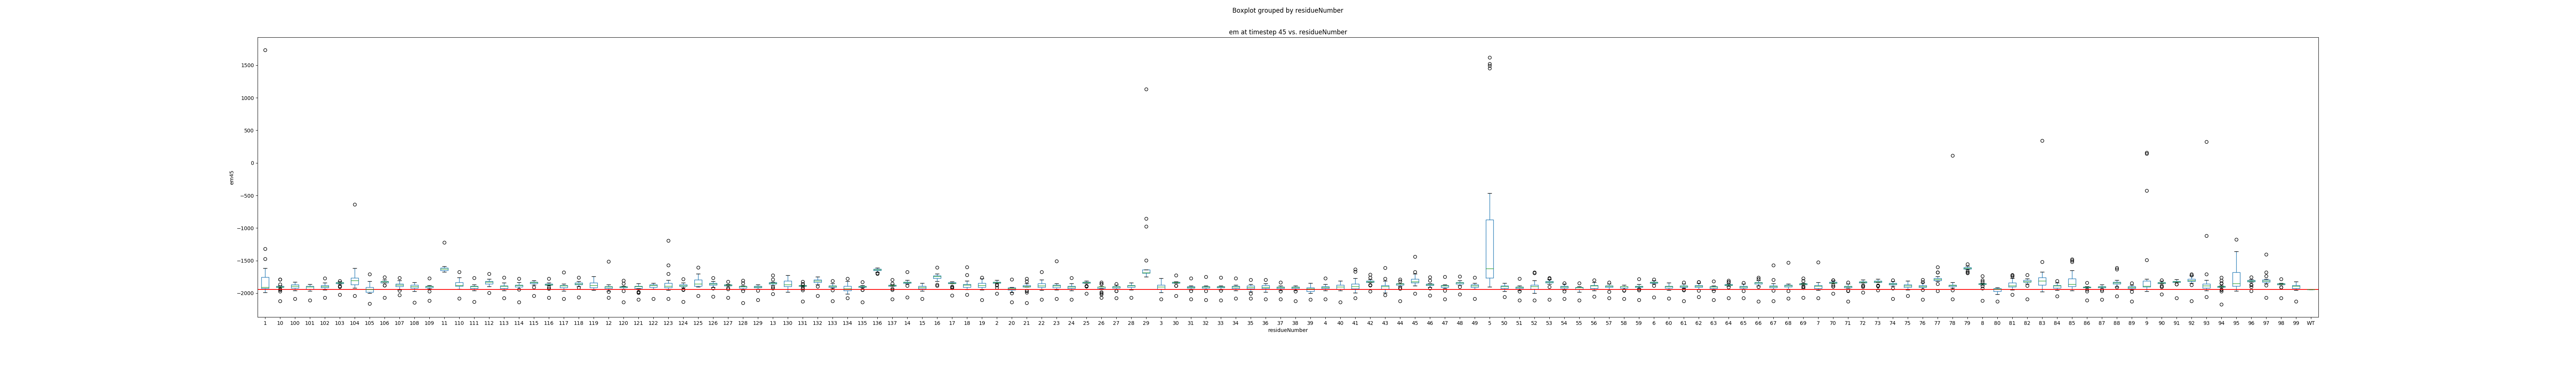 Boxplot grouped by residueNumber
em at timestep 45 vs. residueNumber
1500
1000
500
0
−500
−1000
−1500
−2000
em45
1 10 100 101 102 103 104 105 106 107 108 109 11 110 111 112 113 114 115 116 117 118 119 12 120 121 122 123 124 125 126 127 128 129 13 130 131 132 133 134 135 136 137 14 15 16 17 18 19 2 20 21 22 23 24 25 26 27 28 29 3 30 31 32 33 34 35 36 37 38 39 4 40 41 42 43 44 45 46 47 48 49 5 50 51 52 53 54 55 56 57 58 59 6 60 61 62 63 64 65 66 67 68 69 7 70 71 72 73 74 75 76 77 78 79 8 80 81 82 83 84 85 86 87 88 89 9 90 91 92 93 94 95 96 97 98 99 WT
residueNumber